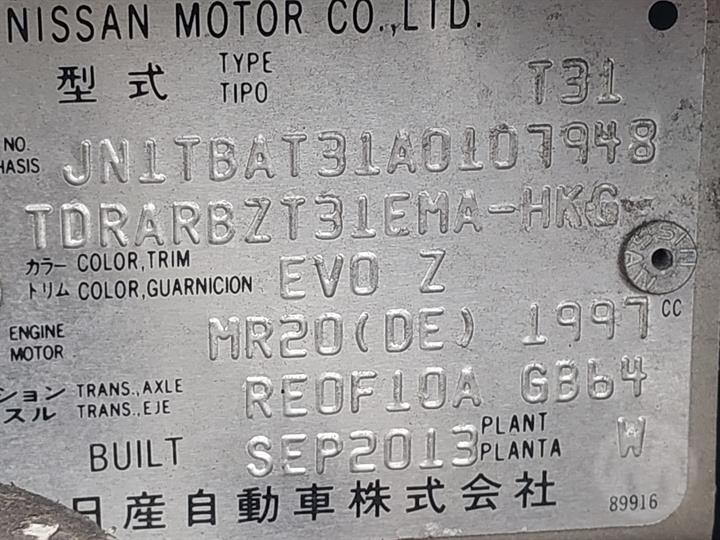 NISSAN MOTOR CO.,LTD.
型式 TYPE TIPO T31
NO. HASIS JN1TBAT31A0107948
TDRARBZT31EMA-HKG-
カラー COLOR,TRIM
トリム COLOR,GUARNICION EV0 Z
ENGINE MOTOR MR20(DE) 1997 CC
ション TRANS.,AXLE
スル TRANS.,EJE RE0F10A GB64
BUILT SEP2013 PLANT PLANTA W
日産自動車株式会社 89916